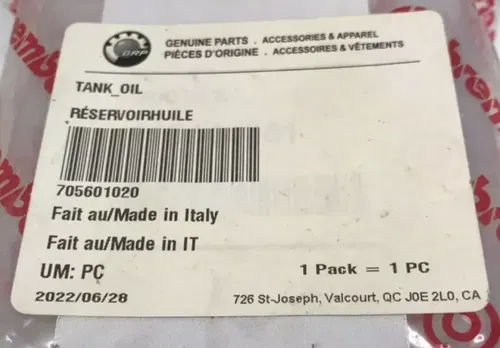 BRP
GENUINE PARTS . ACCESSORIES & APPAREL
PIÈCES D'ORIGINE . ACCESSOIRES & VÊTEMENTS
TANK_OIL
RÉSERVOIRHUILE
705601020
Fait au/Made in Italy
Fait au/Made in IT
UM: PC
1 Pack = 1 PC
2022/06/28
726 St-Joseph, Valcourt, QC J0E 2L0, CA
brembo